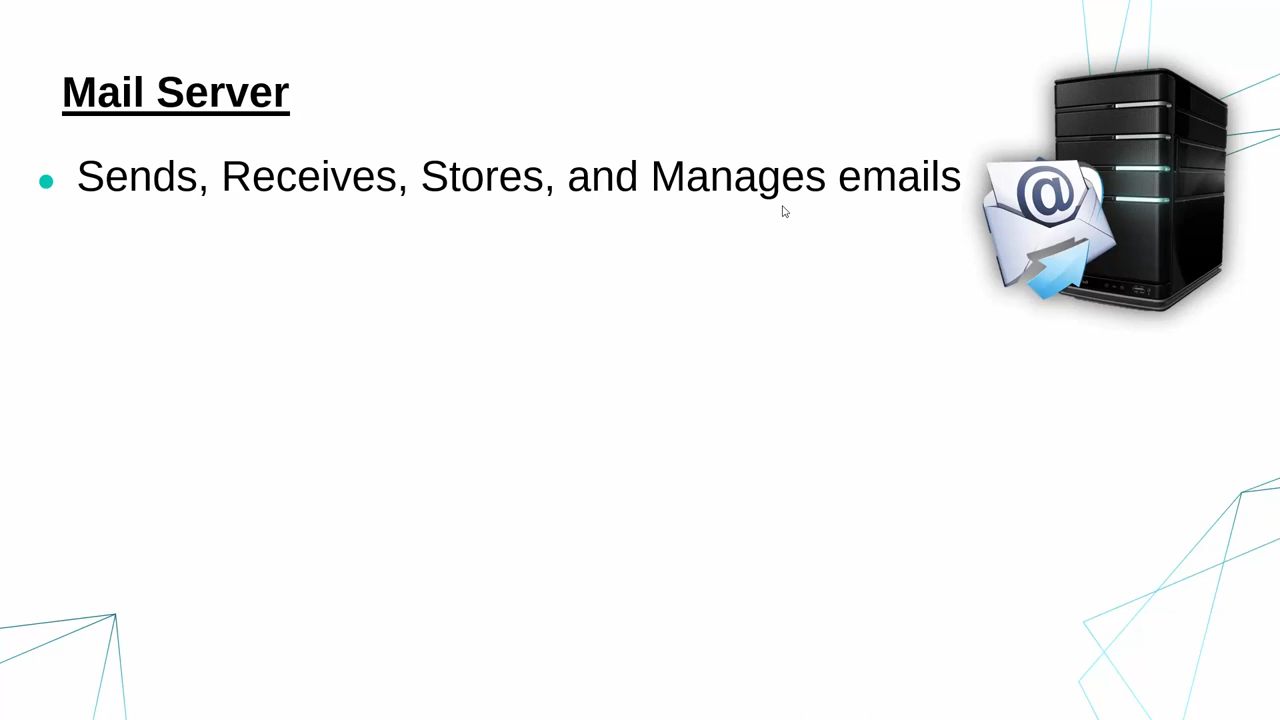 Mail Server
• Sends, Receives, Stores, and Manages emails
@